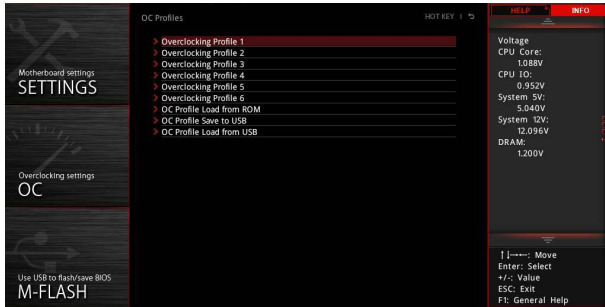 Motherboard settings
SETTINGS
Overclocking settings
OC
Use USB to flash/save BIOS
M-FLASH
OC Profiles
HOT KEY |
Overclocking Profile 1
Overclocking Profile 2
Overclocking Profile 3
Overclocking Profile 4
Overclocking Profile 5
Overclocking Profile 6
OC Profile Load from ROM
OC Profile Save to USB
OC Profile Load from USB
HELP
INFO
Voltage
CPU Core:
1.088V
CPU IO:
0.952V
System 5V:
5.040V
System 12V:
12.096V
DRAM:
1.200V
↑↓→←: Move
Enter: Select
+/-: Value
ESC: Exit
F1: General Help